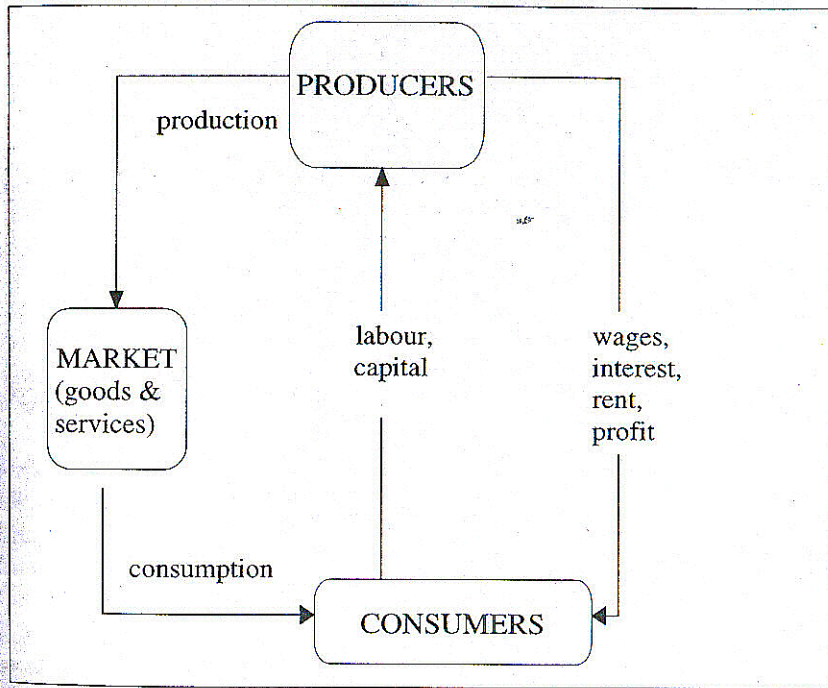 PRODUCERS
production
MARKET
(goods &
services)
labour,
capital
wages,
interest,
rent,
profit
consumption
CONSUMERS